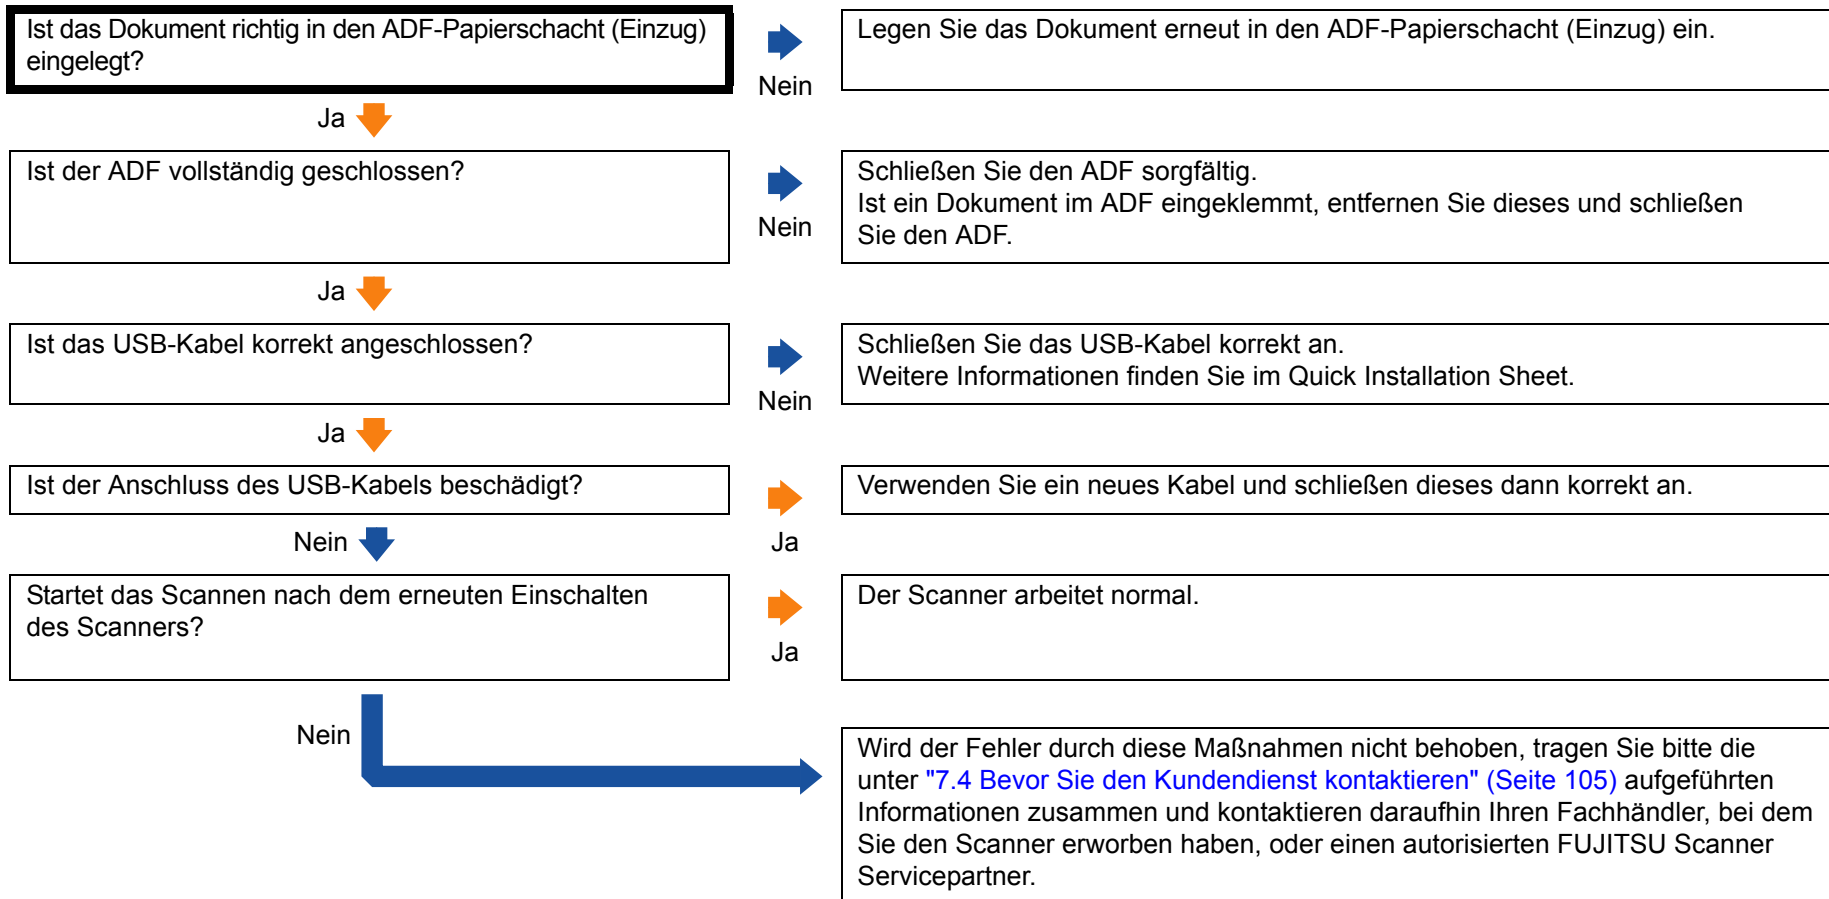 Ist das Dokument richtig in den ADF-Papierschacht (Einzug)
eingelegt?
Nein
Legen Sie das Dokument erneut in den ADF-Papierschacht (Einzug) ein.
Ja
Ist der ADF vollständig geschlossen?
Nein
Schließen Sie den ADF sorgfältig.
Ist ein Dokument im ADF eingeklemmt, entfernen Sie dieses und schließen
Sie den ADF.
Ja
Ist das USB-Kabel korrekt angeschlossen?
Nein
Schließen Sie das USB-Kabel korrekt an.
Weitere Informationen finden Sie im Quick Installation Sheet.
Ja
Ist der Anschluss des USB-Kabels beschädigt?
Ja
Verwenden Sie ein neues Kabel und schließen dieses dann korrekt an.
Nein
Startet das Scannen nach dem erneuten Einschalten
des Scanners?
Ja
Der Scanner arbeitet normal.
Nein
Wird der Fehler durch diese Maßnahmen nicht behoben, tragen Sie bitte die
unter "7.4 Bevor Sie den Kundendienst kontaktieren" (Seite 105) aufgeführten
Informationen zusammen und kontaktieren daraufhin Ihren Fachhändler, bei dem
Sie den Scanner erworben haben, oder einen autorisierten FUJITSU Scanner
Servicepartner.